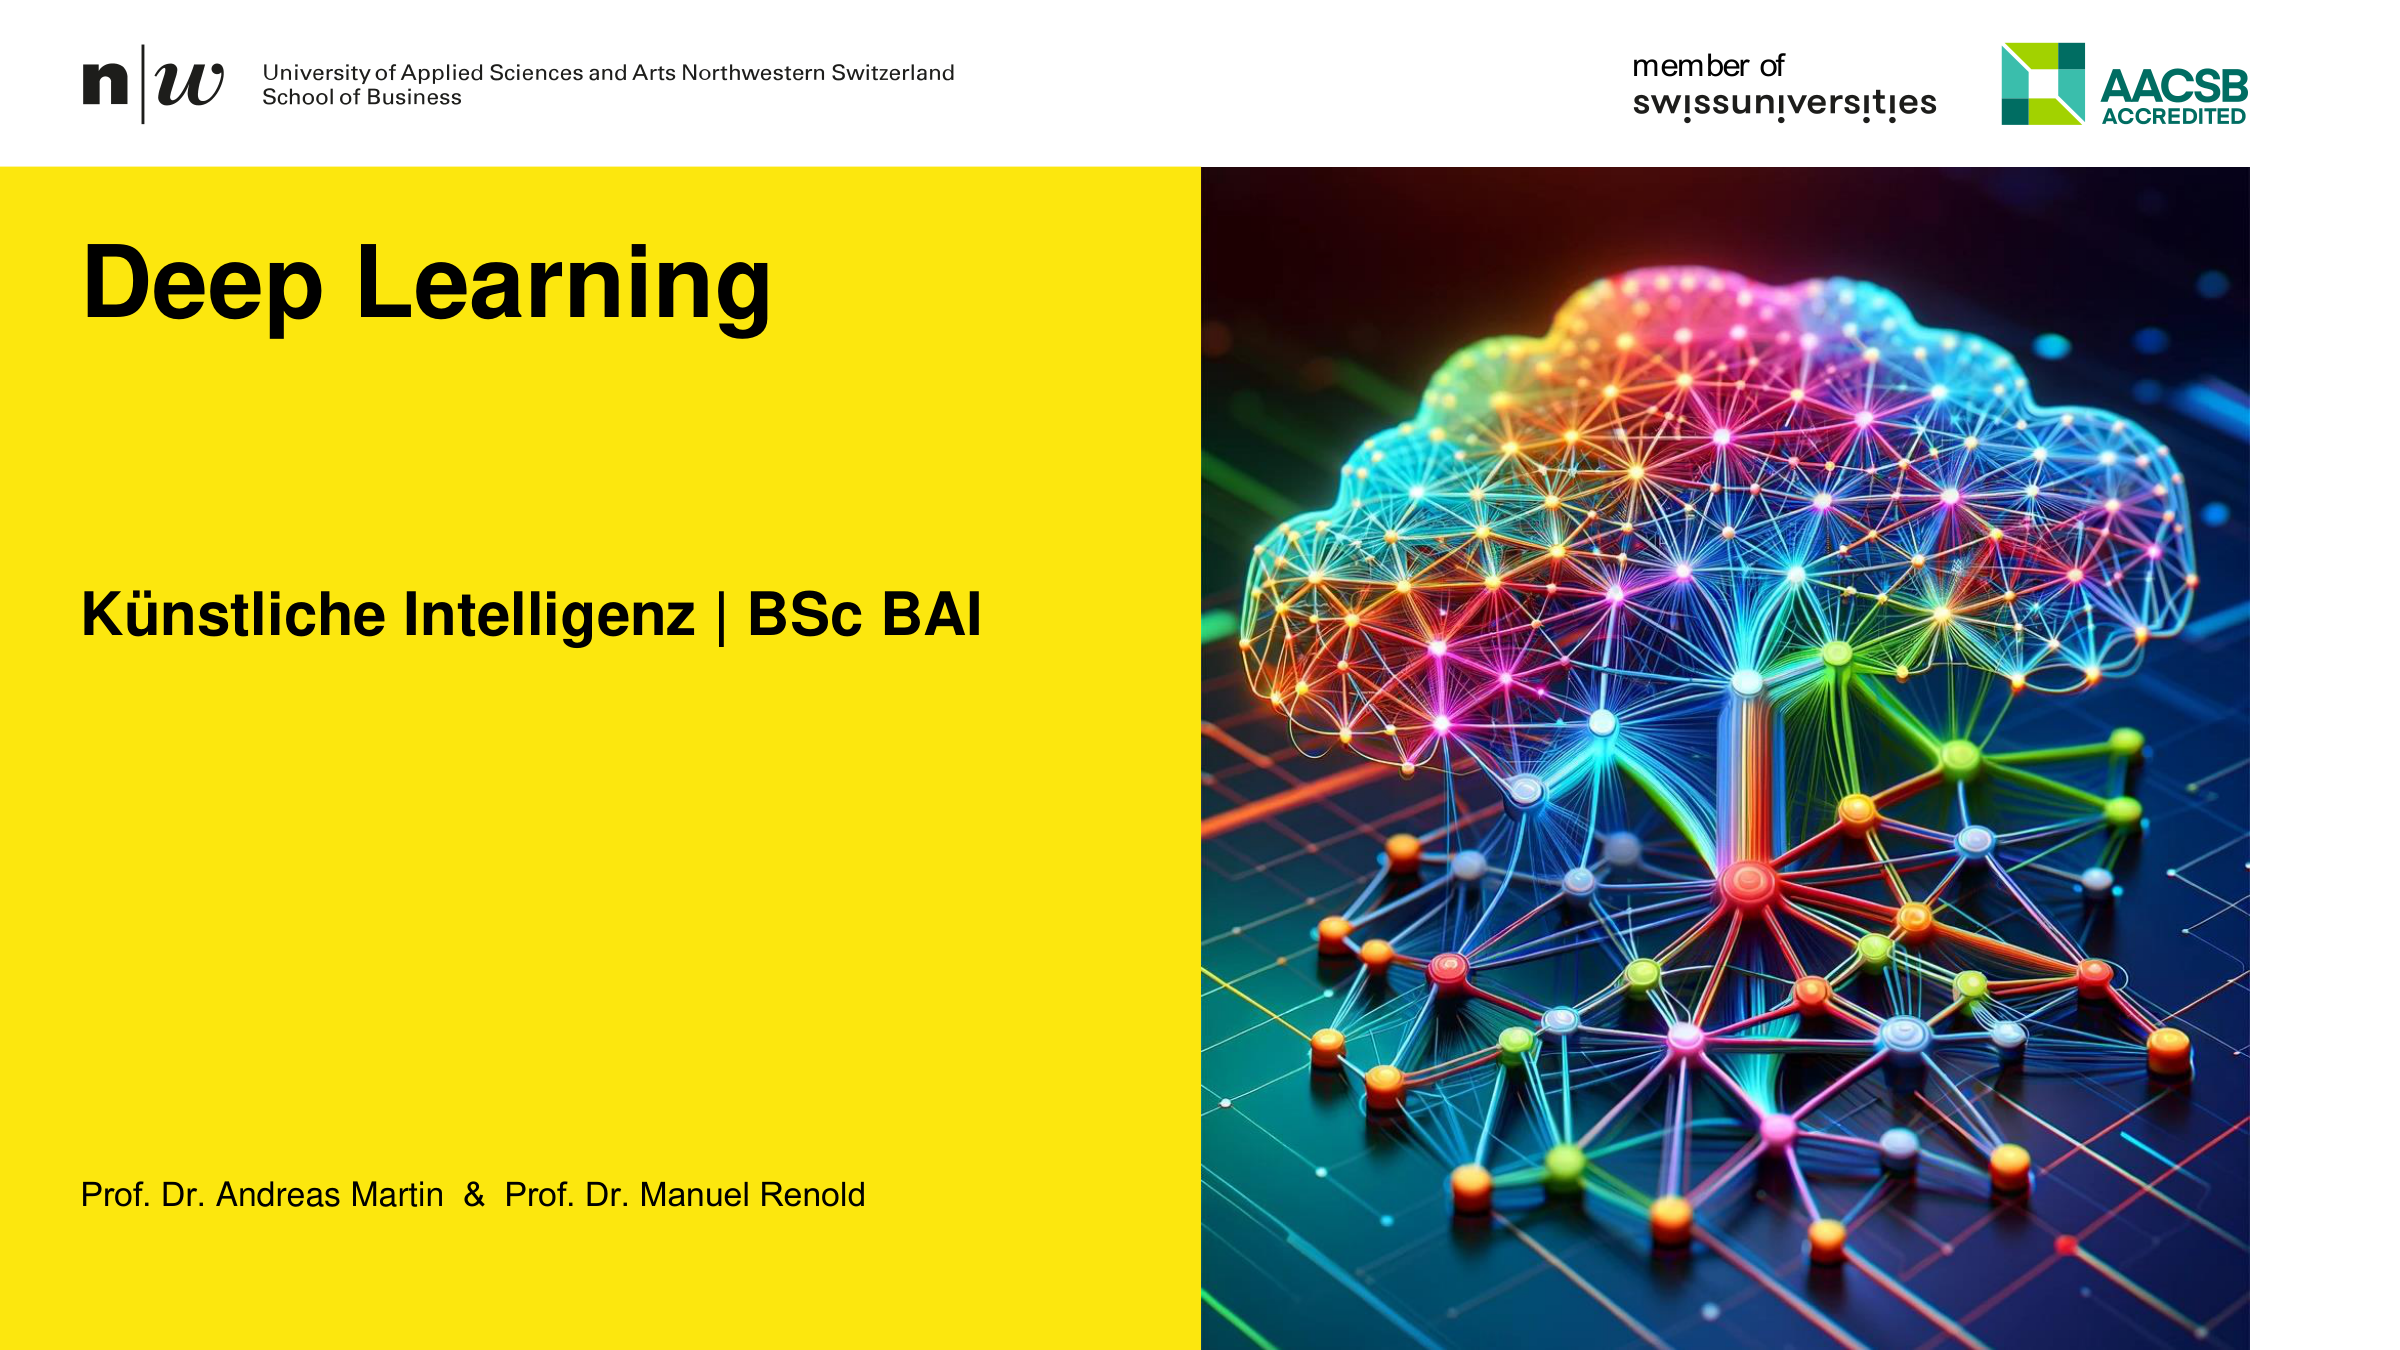 n|w University of Applied Sciences and Arts Northwestern Switzerland
School of Business
member of
swissuniversities
AACSB
ACCREDITED
Deep Learning
Künstliche Intelligenz | BSc BAI
Prof. Dr. Andreas Martin & Prof. Dr. Manuel Renold